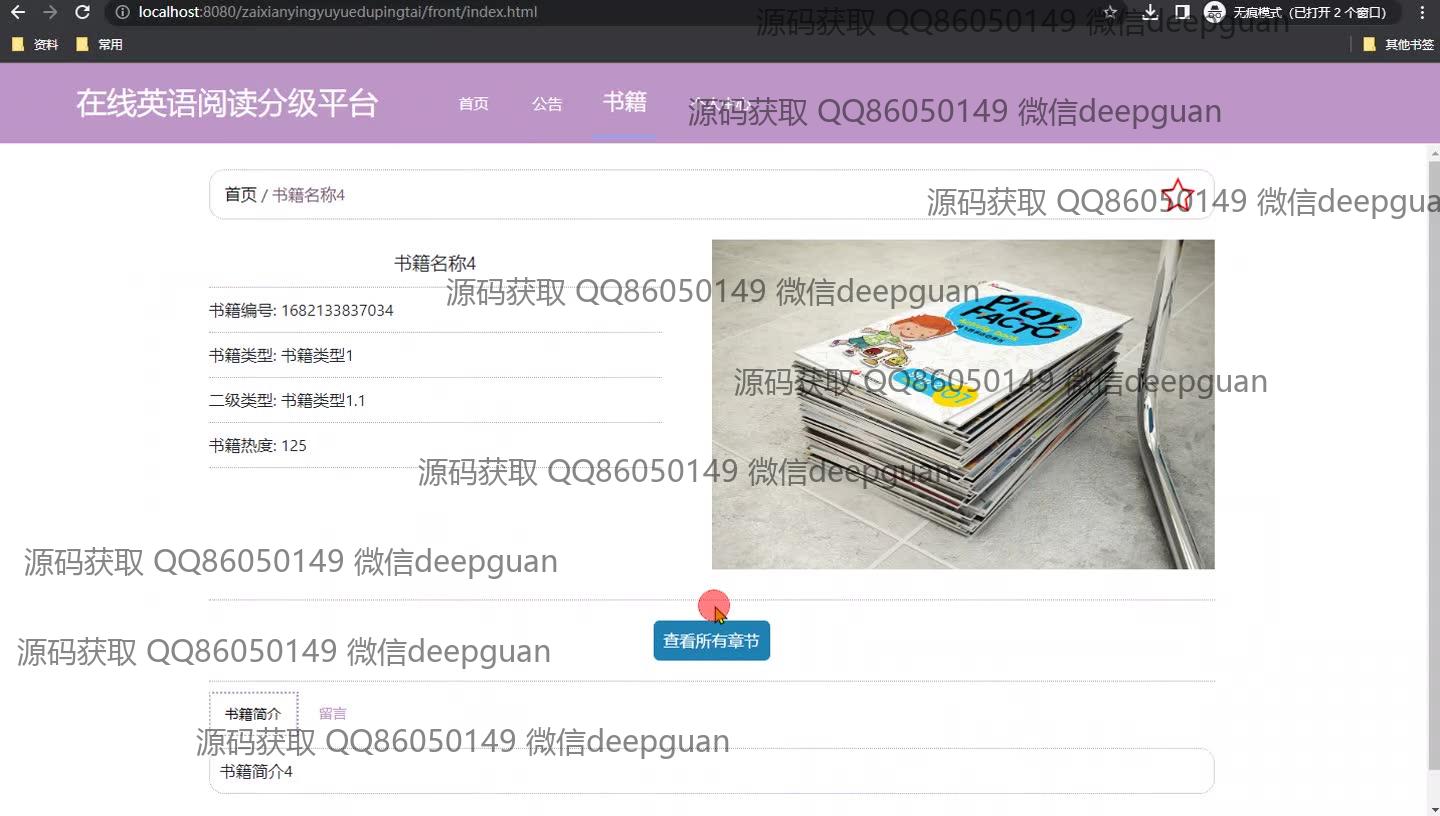 localhost:8080/zaixianyingyuyuedupingtai/front/index.html
无痕模式（已打开 2 个窗口）
源码获取 QQ86050149 微信deepguan
资料
常用
其他书签
在线英语阅读分级平台
首页
公告
书籍
源码获取 QQ86050149 微信deepguan
首页 / 书籍名称4
源码获取 QQ86050149 微信deepgua
书籍名称4
源码获取 QQ86050149 微信deepguan
书籍编号: 1682133837034
书籍类型: 书籍类型1
二级类型: 书籍类型1.1
书籍热度: 125
Play
FACTO
源码获取 QQ86050149 微信deepguan
源码获取 QQ86050149 微信deepguan
源码获取 QQ86050149 微信deepguan
查看所有章节
源码获取 QQ86050149 微信deepguan
书籍简介
留言
源码获取 QQ86050149 微信deepguan
书籍简介4